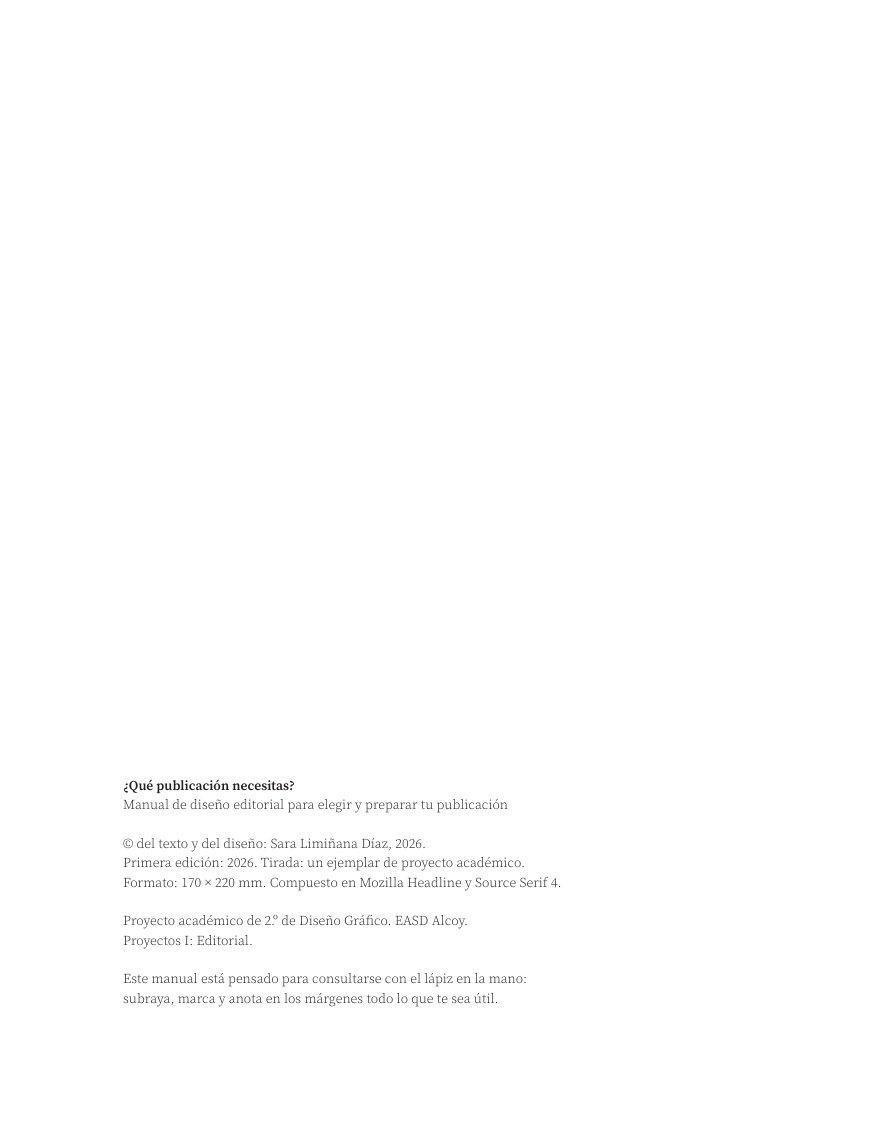 ¿Qué publicación necesitas?
Manual de diseño editorial para elegir y preparar tu publicación
© del texto y del diseño: Sara Limiñana Díaz, 2026.
Primera edición: 2026. Tirada: un ejemplar de proyecto académico.
Formato: 170 × 220 mm. Compuesto en Mozilla Headline y Source Serif 4.
Proyecto académico de 2.º de Diseño Gráfico. EASD Alcoy.
Proyectos I: Editorial.
Este manual está pensado para consultarse con el lápiz en la mano:
subraya, marca y anota en los márgenes todo lo que te sea útil.